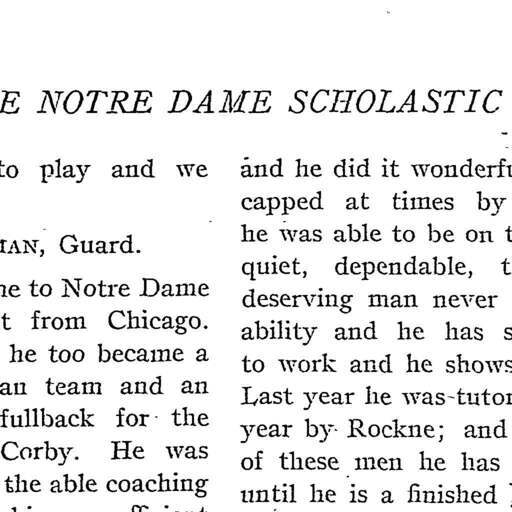 E NOTRE DAME SCHOLASTIC
to play and we
IAN, Guard.
ne to Notre Dame
t from Chicago.
he too became a
an team and an
fullback for the
Corby. He was
the able coaching
and he did it wonderfu
capped at times by
he was able to be on t
quiet, dependable, t
deserving man never
ability and he has s
to work and he shows
Last year he was tutor
year by Rockne; and
of these men he has
until he is a finished